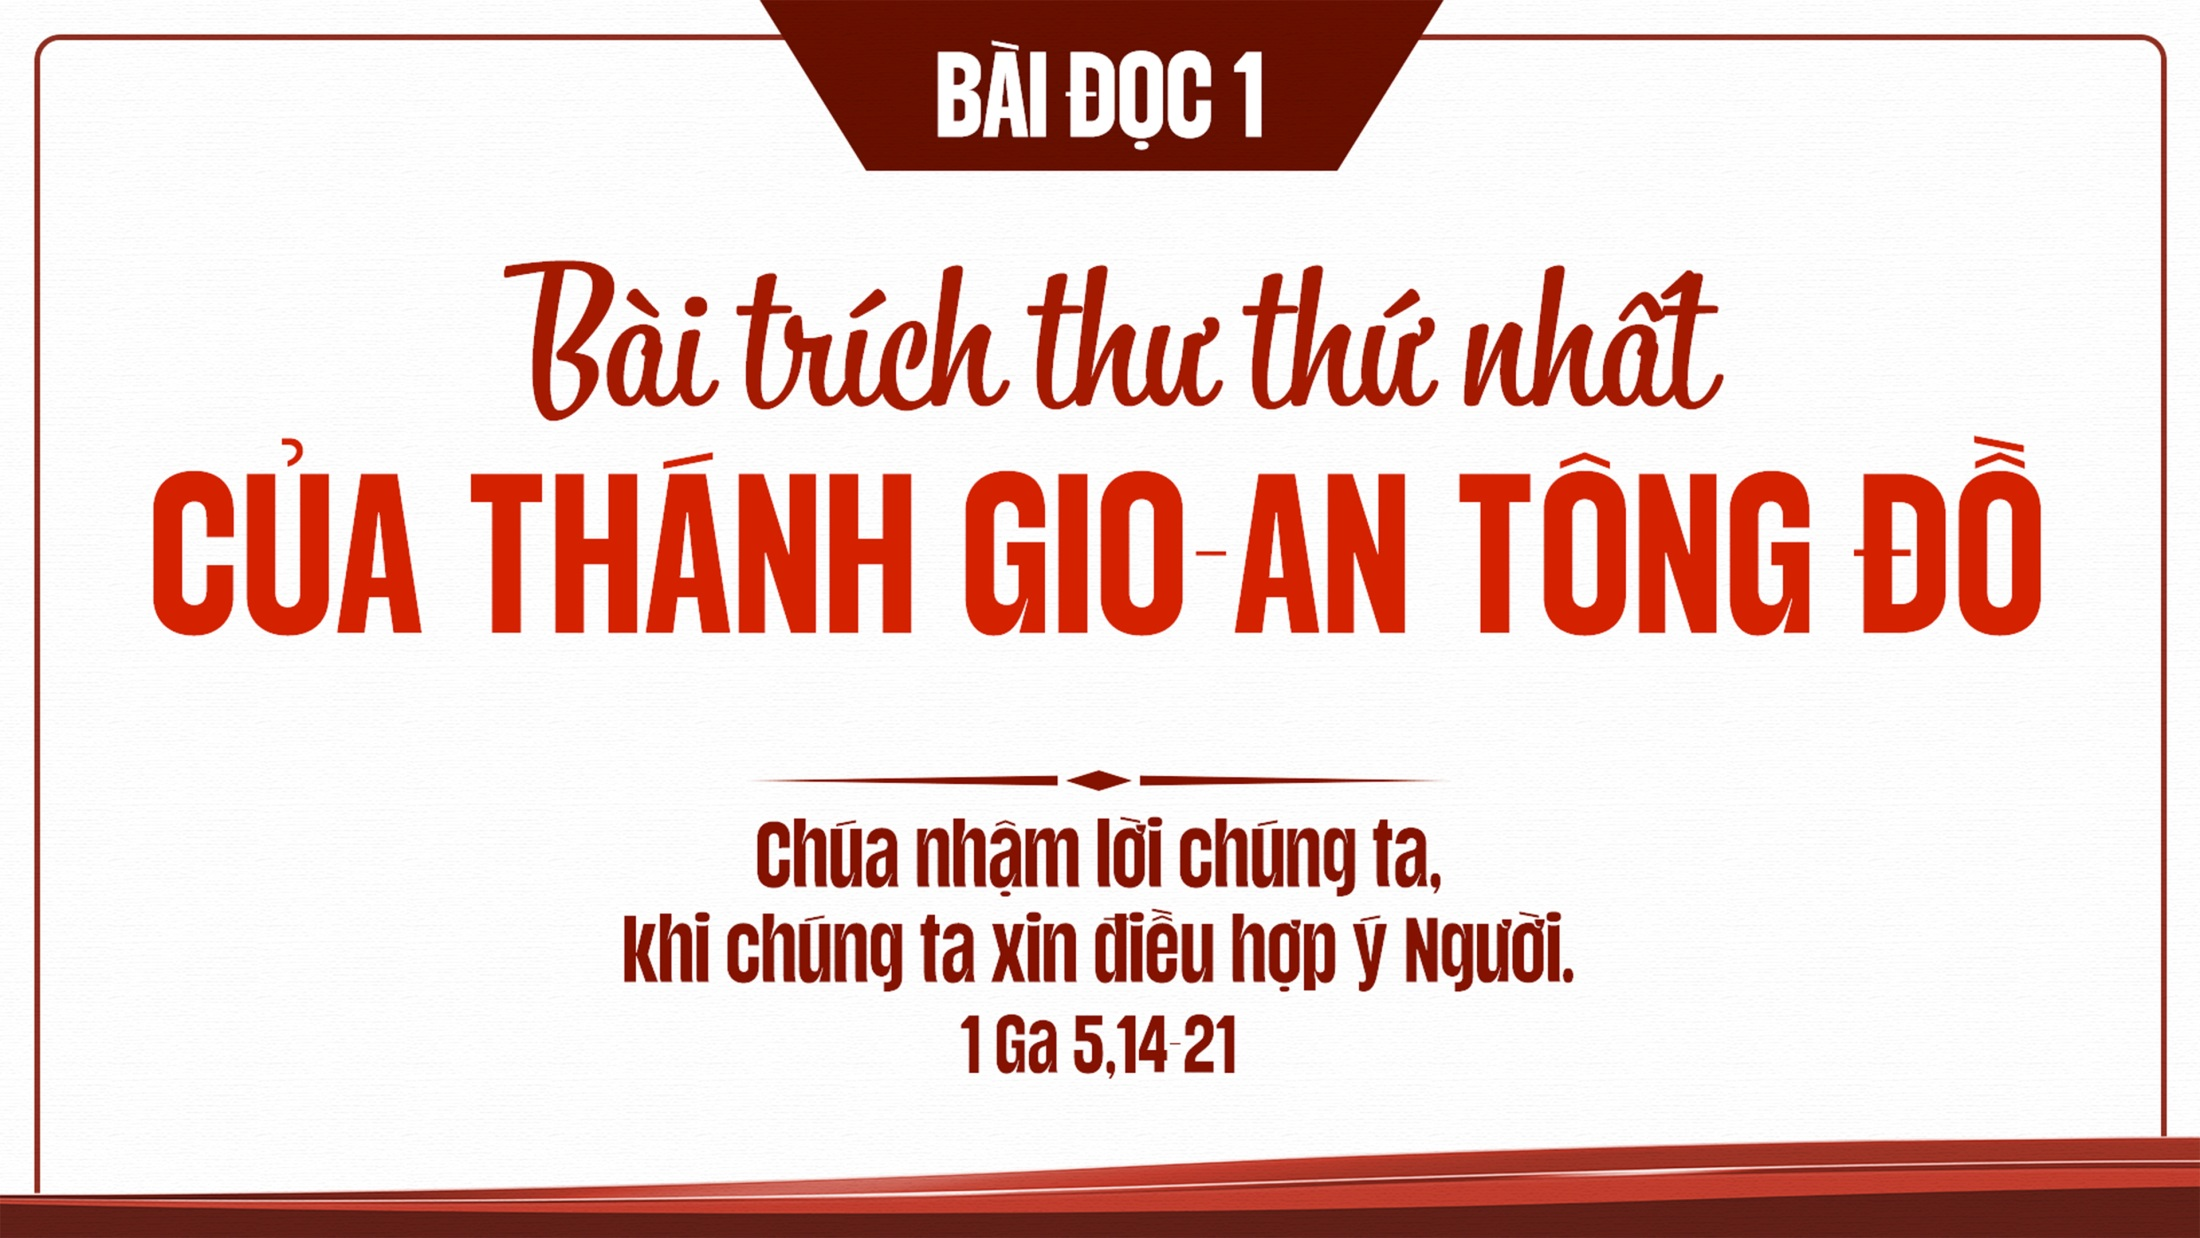 BÀI ĐỌC 1
Bài trích thư thứ nhất
CỦA THÁNH GIO-AN TÔNG ĐỒ
Chúa nhậm lời chúng ta,
khi chúng ta xin điều hợp ý Người.
1 Ga 5,14-21